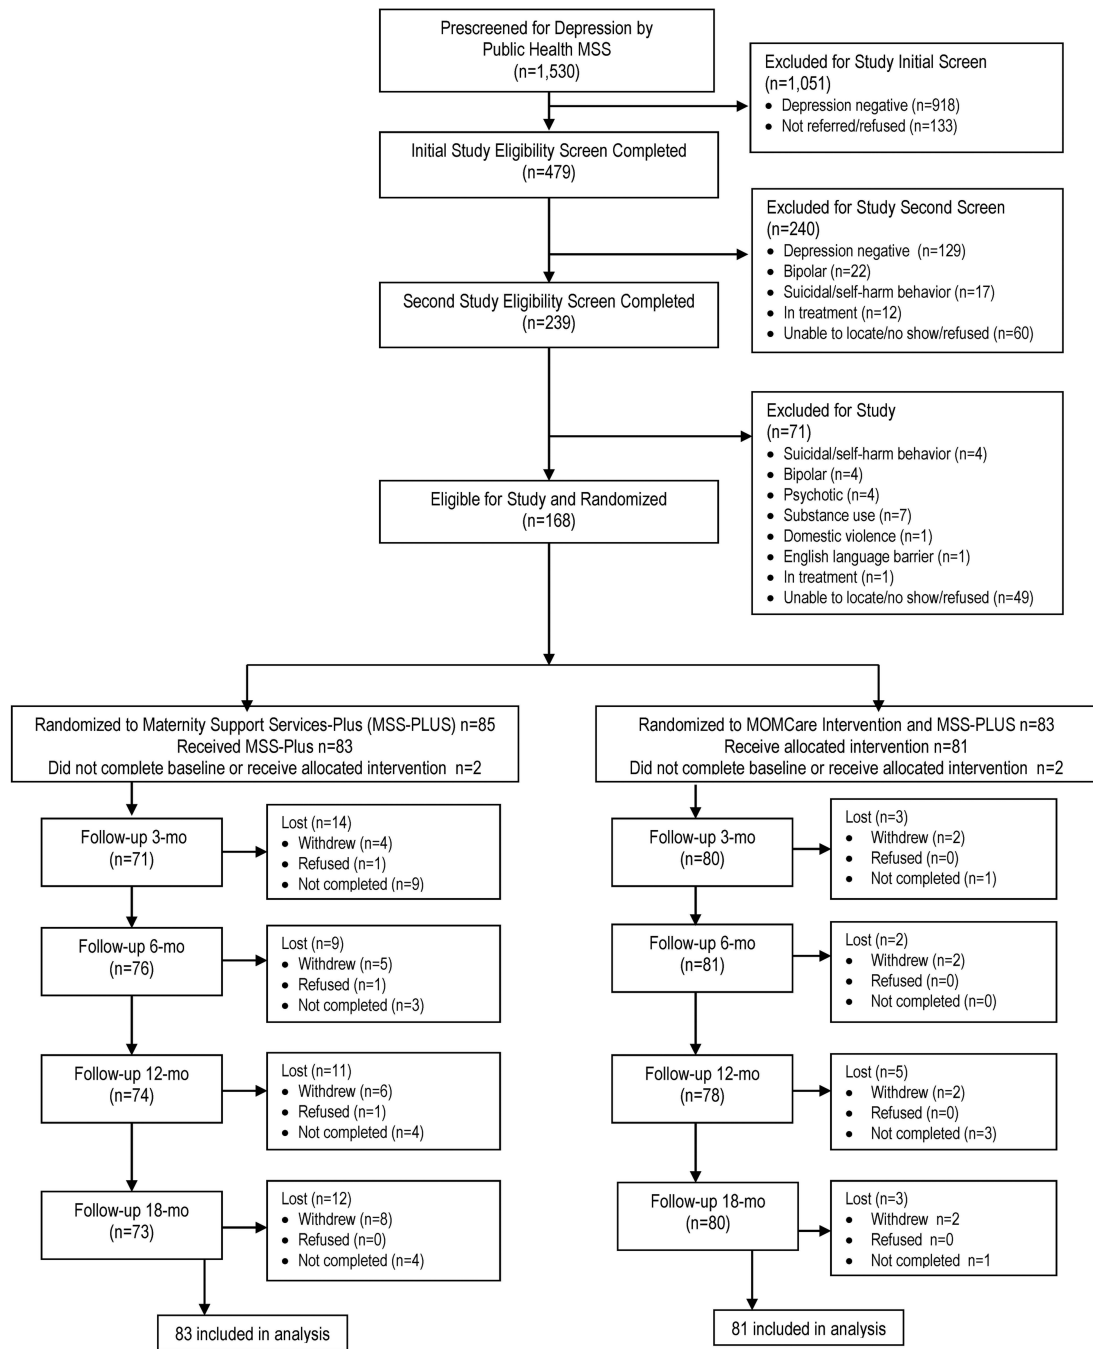 Prescreened for Depression by
Public Health MSS
(n=1,530)
Excluded for Study Initial Screen
(n=1,051)
• Depression negative (n=918)
• Not referred/refused (n=133)
Initial Study Eligibility Screen Completed
(n=479)
Excluded for Study Second Screen
(n=240)
• Depression negative (n=129)
• Bipolar (n=22)
• Suicidal/self-harm behavior (n=17)
• In treatment (n=12)
• Unable to locate/no show/refused (n=60)
Second Study Eligibility Screen Completed
(n=239)
Excluded for Study
(n=71)
• Suicidal/self-harm behavior (n=4)
• Bipolar (n=4)
• Psychotic (n=4)
• Substance use (n=7)
• Domestic violence (n=1)
• English language barrier (n=1)
• In treatment (n=1)
• Unable to locate/no show/refused (n=49)
Eligible for Study and Randomized
(n=168)
Randomized to Maternity Support Services-Plus (MSS-PLUS) n=85
Received MSS-Plus n=83
Did not complete baseline or receive allocated intervention n=2
Follow-up 3-mo
(n=71)
Lost (n=14)
• Withdrew (n=4)
• Refused (n=1)
• Not completed (n=9)
Follow-up 6-mo
(n=76)
Lost (n=9)
• Withdrew (n=5)
• Refused (n=1)
• Not completed (n=3)
Follow-up 12-mo
(n=74)
Lost (n=11)
• Withdrew (n=6)
• Refused (n=1)
• Not completed (n=4)
Follow-up 18-mo
(n=73)
Lost (n=12)
• Withdrew (n=8)
• Refused (n=0)
• Not completed (n=4)
83 included in analysis
Randomized to MOMCare Intervention and MSS-PLUS n=83
Receive allocated intervention n=81
Did not complete baseline or receive allocated intervention n=2
Follow-up 3-mo
(n=80)
Lost (n=3)
• Withdrew (n=2)
• Refused (n=0)
• Not completed (n=1)
Follow-up 6-mo
(n=81)
Lost (n=2)
• Withdrew (n=2)
• Refused (n=0)
• Not completed (n=0)
Follow-up 12-mo
(n=78)
Lost (n=5)
• Withdrew (n=2)
• Refused (n=0)
• Not completed (n=3)
Follow-up 18-mo
(n=80)
Lost (n=3)
• Withdrew n=2
• Refused n=0
• Not completed n=1
81 included in analysis